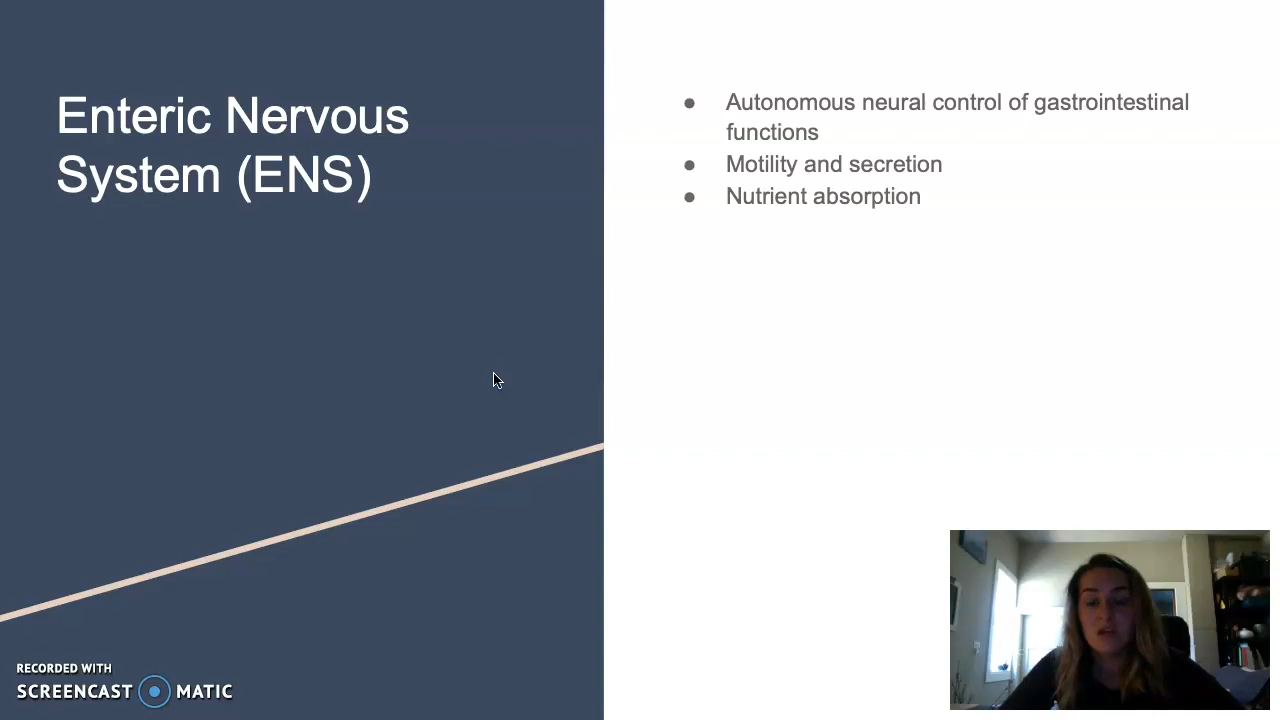 Enteric Nervous
System (ENS)
● Autonomous neural control of gastrointestinal
functions
● Motility and secretion
● Nutrient absorption
RECORDED WITH
SCREENCAST MATIC